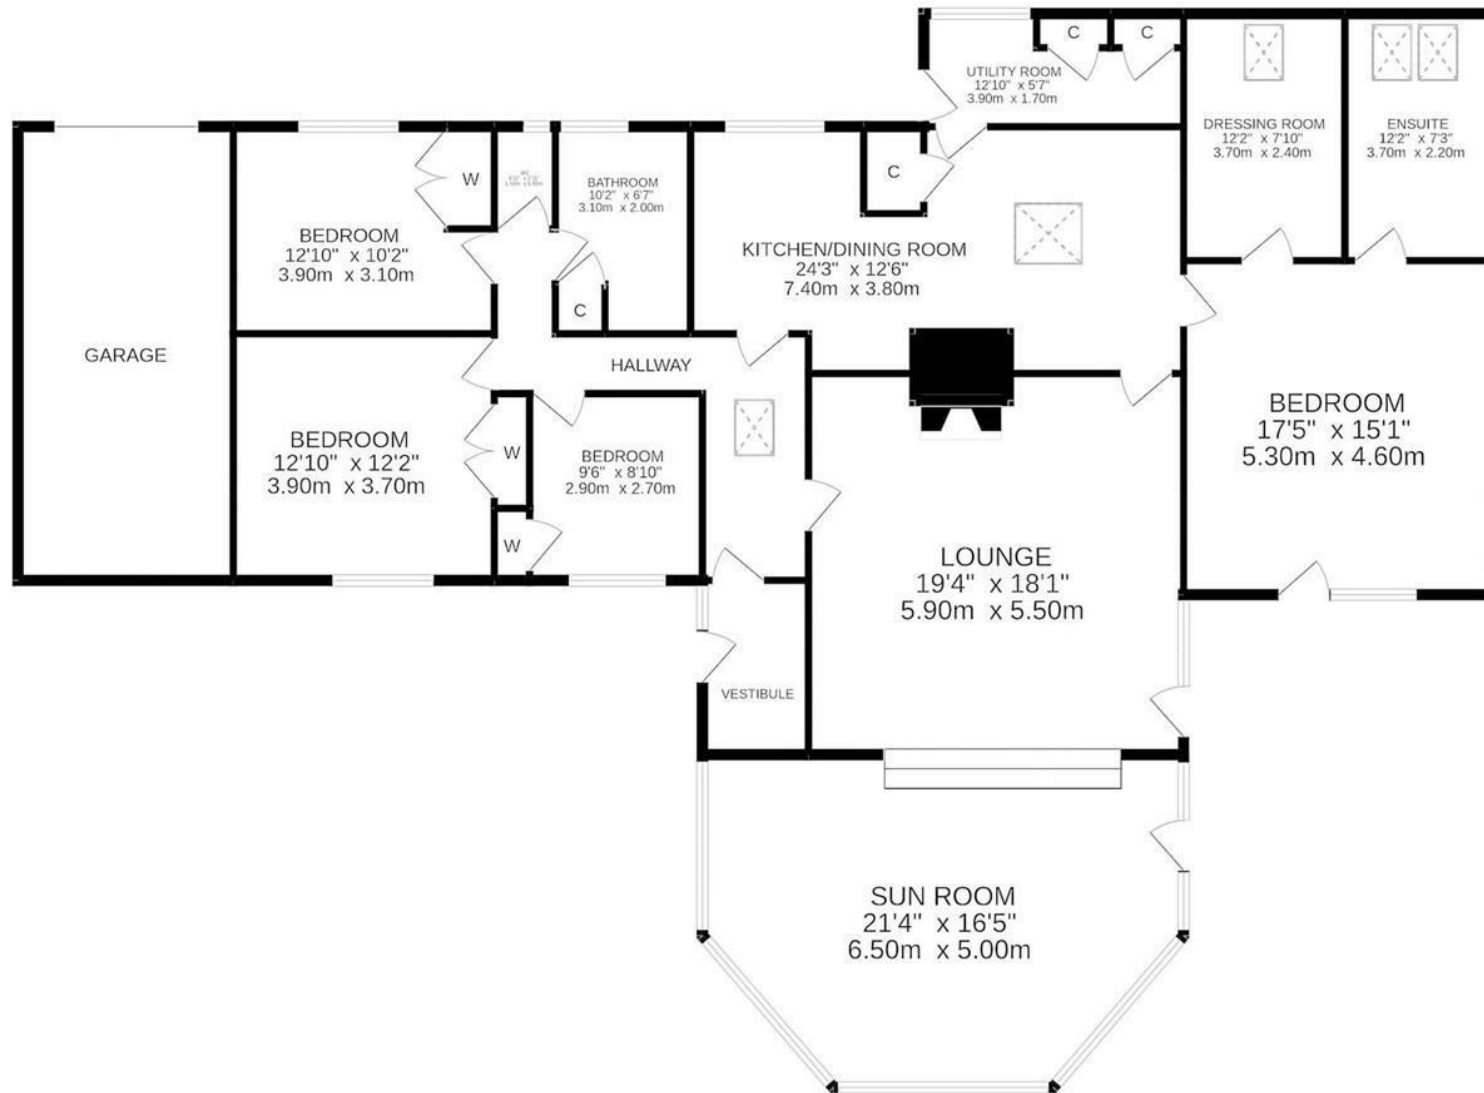 C
C
UTILITY ROOM
12'10" x 5'7"
3.90m x 1.70m
DRESSING ROOM
12'2" x 7'10"
3.70m x 2.40m
ENSUITE
12'2" x 7'3"
3.70m x 2.20m
W
BATHROOM
10'2" x 6'7"
3.10m x 2.00m
C
BEDROOM
12'10" x 10'2"
3.90m x 3.10m
KITCHEN/DINING ROOM
24'3" x 12'6"
7.40m x 3.80m
C
GARAGE
HALLWAY
BEDROOM
12'10" x 12'2"
3.90m x 3.70m
W
BEDROOM
9'6" x 8'10"
2.90m x 2.70m
W
BEDROOM
17'5" x 15'1"
5.30m x 4.60m
LOUNGE
19'4" x 18'1"
5.90m x 5.50m
VESTIBULE
SUN ROOM
21'4" x 16'5"
6.50m x 5.00m